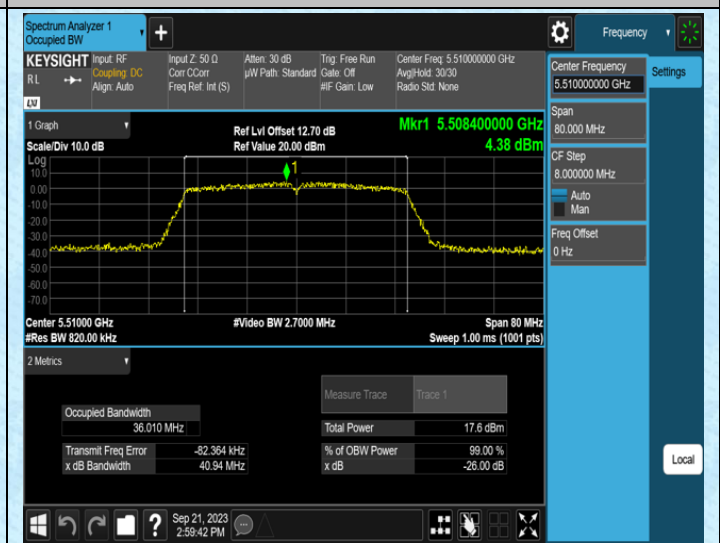 Spectrum Analyzer 1
Occupied BW
+
Frequency
KEYSIGHT
R L
LXI
Input: RF
Coupling: DC
Align: Auto
Input Z: 50 Ω
Corr CCorr
Freq Ref: Int (S)
Atten: 30 dB
µW Path: Standard
Trig: Free Run
Gate: Off
#IF Gain: Low
Center Freq: 5.510000000 GHz
Avg|Hold: 30/30
Radio Std: None
Center Frequency
5.510000000 GHz
Settings
Span
80.000 MHz
CF Step
8.000000 MHz
Auto
Man
Freq Offset
0 Hz
1 Graph
Scale/Div 10.0 dB
Ref Lvl Offset 12.70 dB
Ref Value 20.00 dBm
Mkr1 5.508400000 GHz
4.38 dBm
Log
10.0
0.00
-10.0
-20.0
-30.0
-40.0
-50.0
-60.0
-70.0
1
Center 5.51000 GHz
#Res BW 820.00 kHz
#Video BW 2.7000 MHz
Span 80 MHz
Sweep 1.00 ms (1001 pts)
2 Metrics
Measure Trace Trace 1
Occupied Bandwidth
36.010 MHz
Total Power 17.6 dBm
Transmit Freq Error -82.364 kHz
% of OBW Power 99.00 %
x dB Bandwidth 40.94 MHz
x dB -26.00 dB
Local
?
Sep 21, 2023
2:59:42 PM